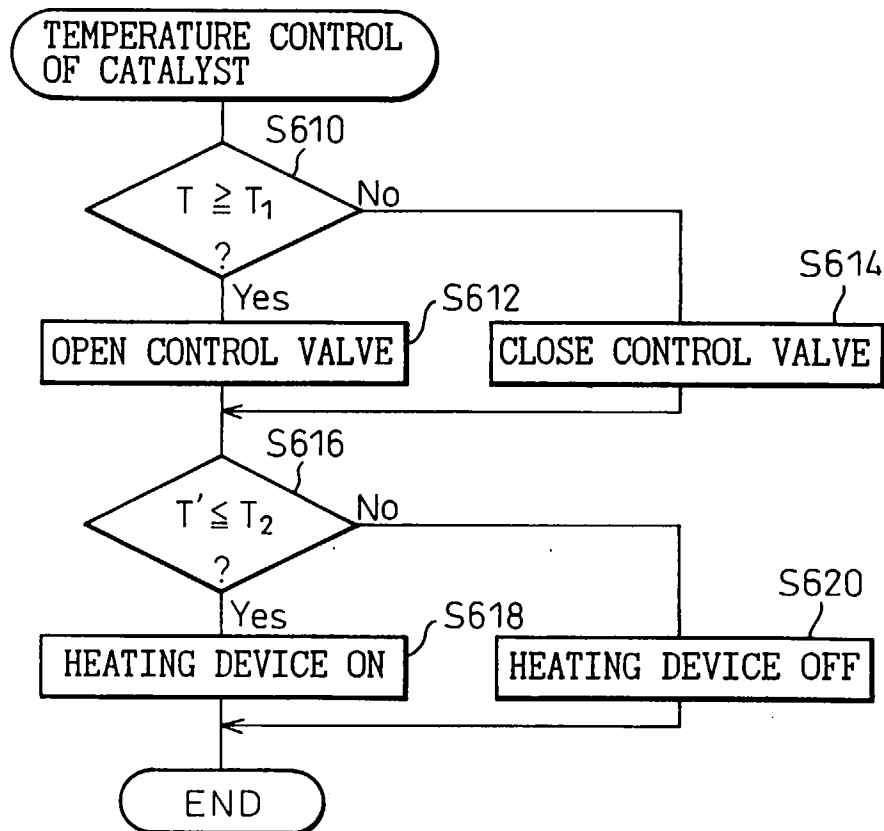 TEMPERATURE CONTROL
OF CATALYST
S610
T ≧ T1
?
No
Yes
S612
S614
OPEN CONTROL VALVE
CLOSE CONTROL VALVE
S616
T' ≦ T2
?
No
Yes
S618
S620
HEATING DEVICE ON
HEATING DEVICE OFF
END